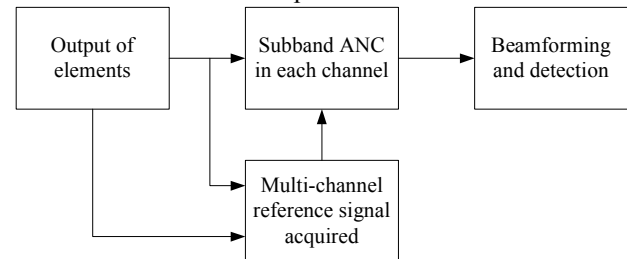 Output of
elements
Subband ANC
in each channel
Beamforming
and detection
Multi-channel
reference signal
acquired